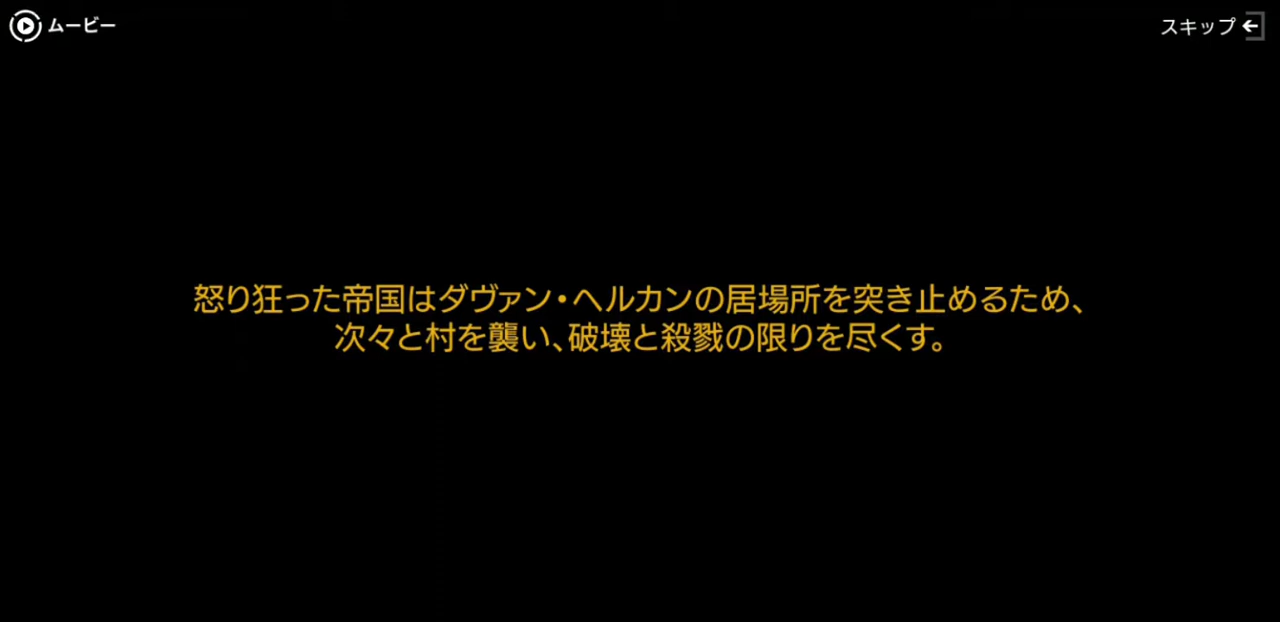 ムービー
スキップ
怒り狂った帝国はダヴァン・ヘルカンの居場所を突き止めるため、
次々と村を襲い、破壊と殺戮の限りを尽くす。